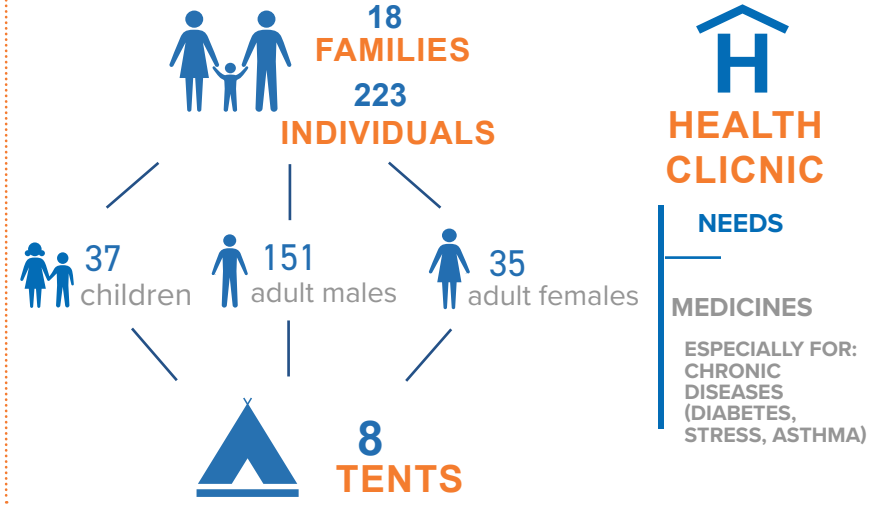 18
FAMILIES
223
INDIVIDUALS
37
children
151
adult males
35
adult females
8
TENTS
H
HEALTH
CLICNIC
NEEDS
MEDICINES
ESPECIALLY FOR:
CHRONIC
DISEASES
(DIABETES,
STRESS, ASTHMA)